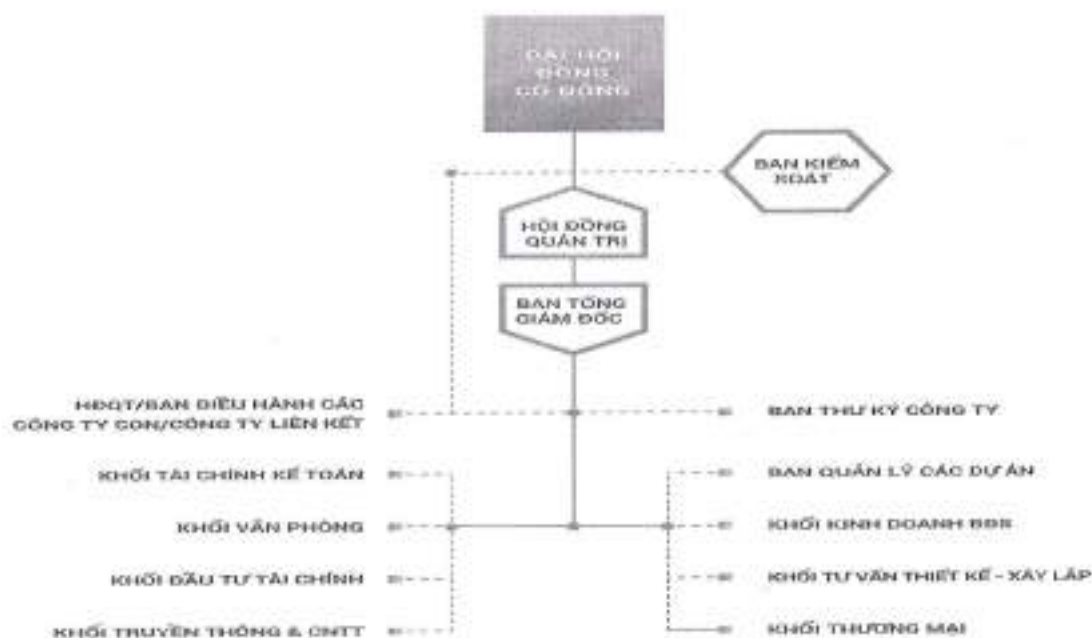 ĐẠI HỘI
ĐỒNG
CỔ ĐÔNG
BAN KIỂM
SOÁT
HỘI ĐỒNG
QUẢN TRỊ
BAN TỔNG
GIÁM ĐỐC
HĐQT/BAN ĐIỀU HÀNH CÁC
CÔNG TY CON/CÔNG TY LIÊN KẾT
BAN THƯ KÝ CÔNG TY
KHỐI TÀI CHÍNH KẾ TOÁN
BAN QUẢN LÝ CÁC DỰ ÁN
KHỐI VĂN PHÒNG
KHỐI KINH DOANH BĐS
KHỐI ĐẦU TƯ TÀI CHÍNH
KHỐI TƯ VẤN THIẾT KẾ - XÂY LẮP
KHỐI TRUYỀN THÔNG & CNTT
KHỐI THƯƠNG MẠI